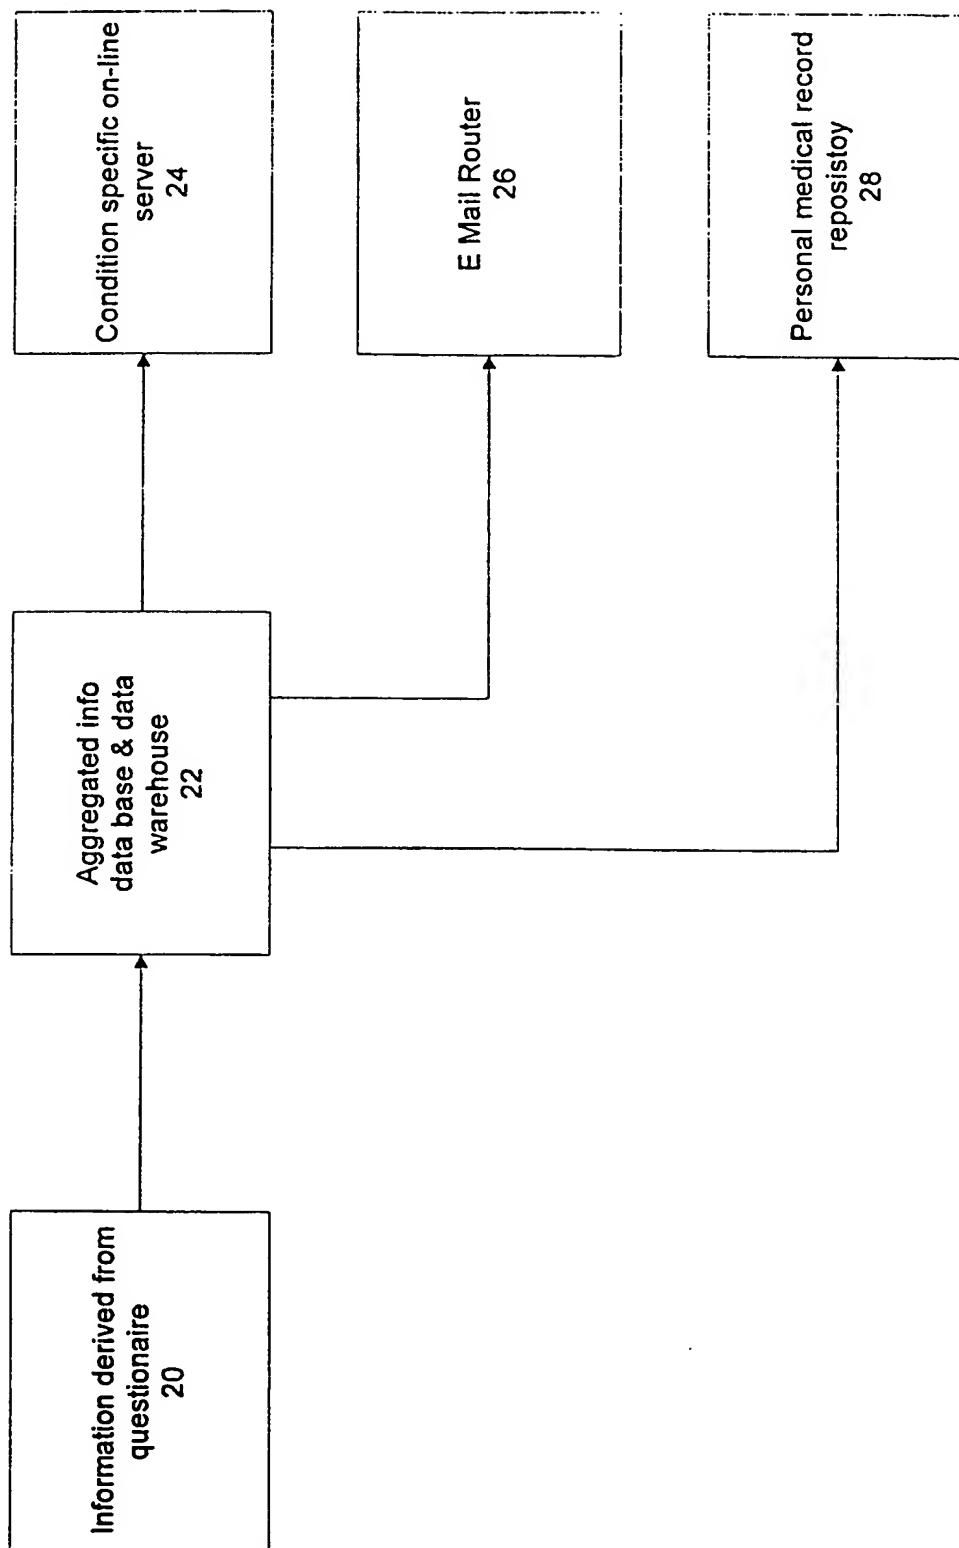 Information derived from
questionaire
20
Aggregated info
data base & data
warehouse
22
Condition specific on-line
server
24
E Mail Router
26
Personal medical record
reposistoy
28